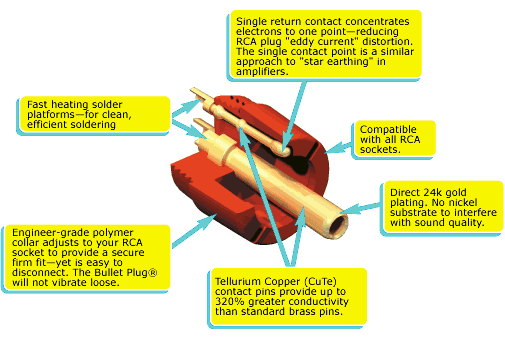 Single return contact concentrates
electrons to one point—reducing
RCA plug "eddy current" distortion.
The single contact point is a similar
approach to "star earthing" in
amplifiers.
Fast heating solder
platforms—for clean,
efficient soldering
Compatible
with all RCA
sockets.
Direct 24k gold
plating. No nickel
substrate to interfere
with sound quality.
Engineer-grade polymer
collar adjusts to your RCA
socket to provide a secure
firm fit—yet is easy to
disconnect. The Bullet Plug®
will not vibrate loose.
Tellurium Copper (CuTe)
contact pins provide up to
320% greater conductivity
than standard brass pins.